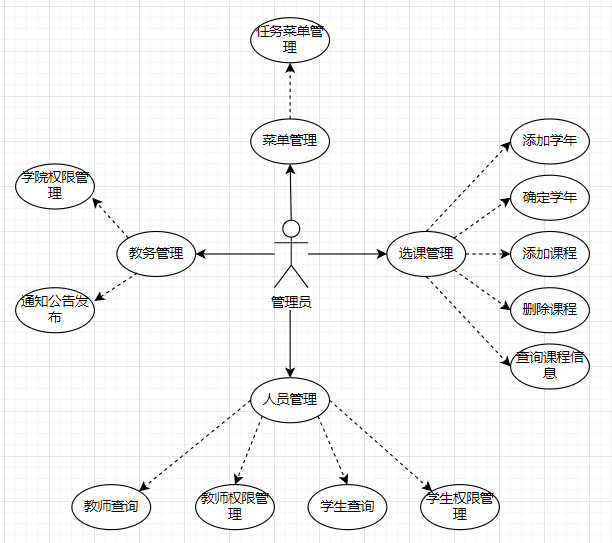 任务菜单管
理
菜单管理
添加学年
学院权限管
理
确定学年
教务管理
选课管理
添加课程
管理员
通知公告发
布
删除课程
查询课程信
息
人员管理
教师查询
教师权限管
理
学生查询
学生权限管
理